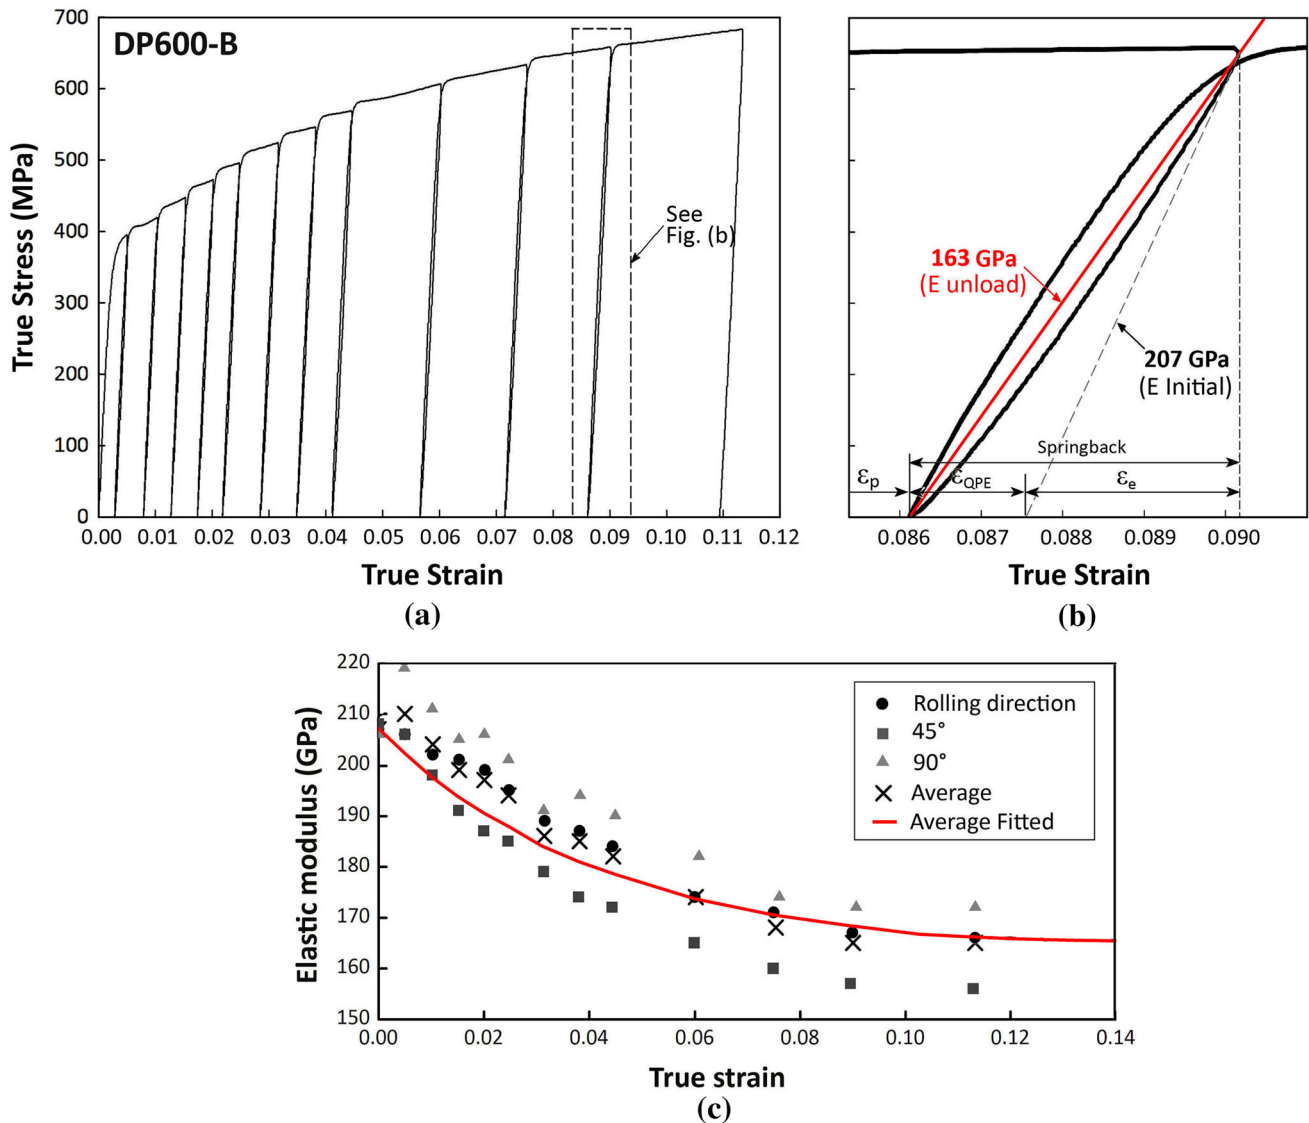 DP600-B
True Stress (MPa)
700
600
500
400
300
200
100
0
See
Fig. (b)
0.00 0.01 0.02 0.03 0.04 0.05 0.06 0.07 0.08 0.09 0.10 0.11 0.12
True Strain
(a)
163 GPa
(E unload)
207 GPa
(E Initial)
Springback
εp εQPE εe
0.086 0.087 0.088 0.089 0.090
True Strain
(b)
Elastic modulus (GPa)
220
210
200
190
180
170
160
150
Rolling direction
45°
90°
Average
Average Fitted
0.00 0.02 0.04 0.06 0.08 0.10 0.12 0.14
True strain
(c)